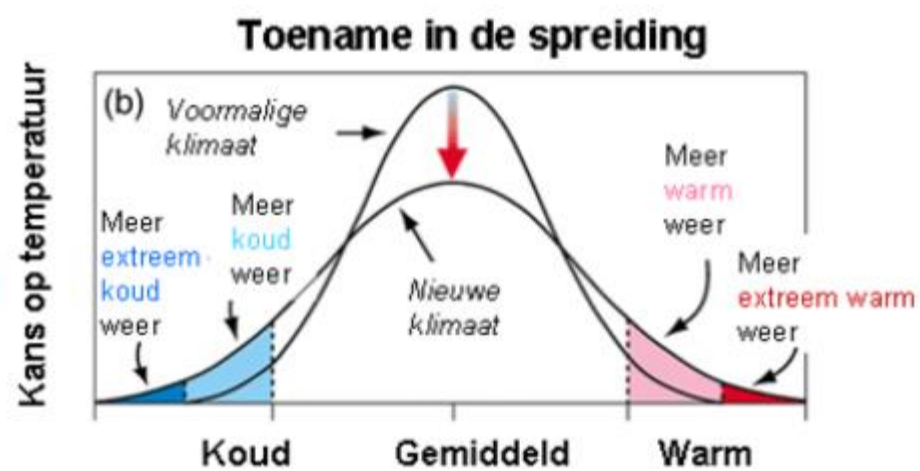 Toename in de spreiding
Kans op temperatuur
(b)
Voormalige
klimaat
Meer
extreem
koud
weer
Meer
koud
weer
Nieuwe
klimaat
Meer
warm
weer
Meer
extreem warm
weer
Koud
Gemiddeld
Warm